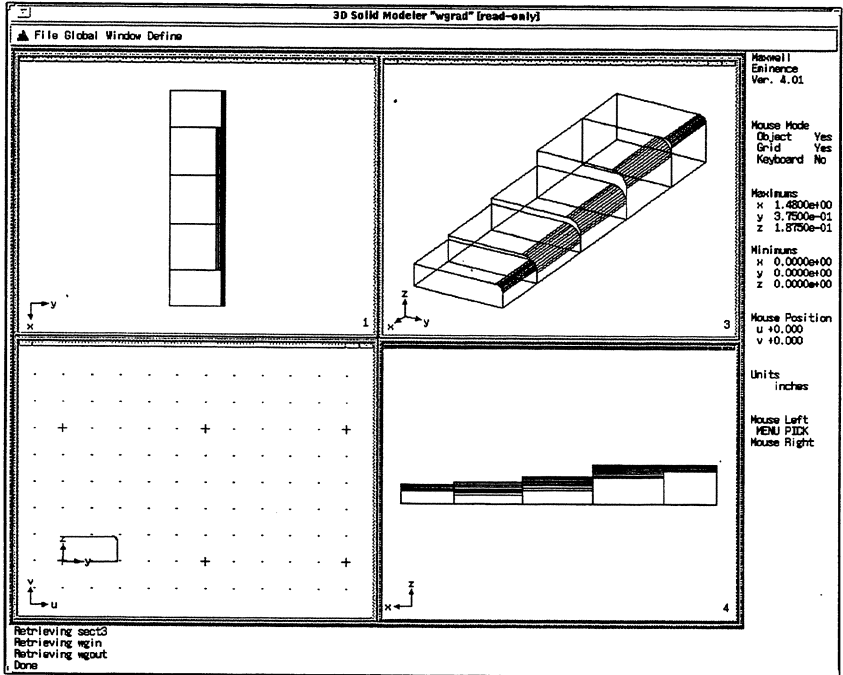 3D Solid Modeler "wgrad" [read-only]
File Global Window Define
x
y
1
z
x
y
3
z
y
v
u
z
x
4
Maxwell
Eminence
Ver. 4.01
Mouse Mode
Object Yes
Grid Yes
Keyboard No
Maximums
x 1.4800e+00
y 3.7500e-01
z 1.8750e-01
Minimums
x 0.0000e+00
y 0.0000e+00
z 0.0000e+00
Mouse Position
u +0.000
v +0.000
Units
inches
Mouse Left
MENU PICK
Mouse Right
Retrieving sect3
Retrieving wgin
Retrieving wgout
Done